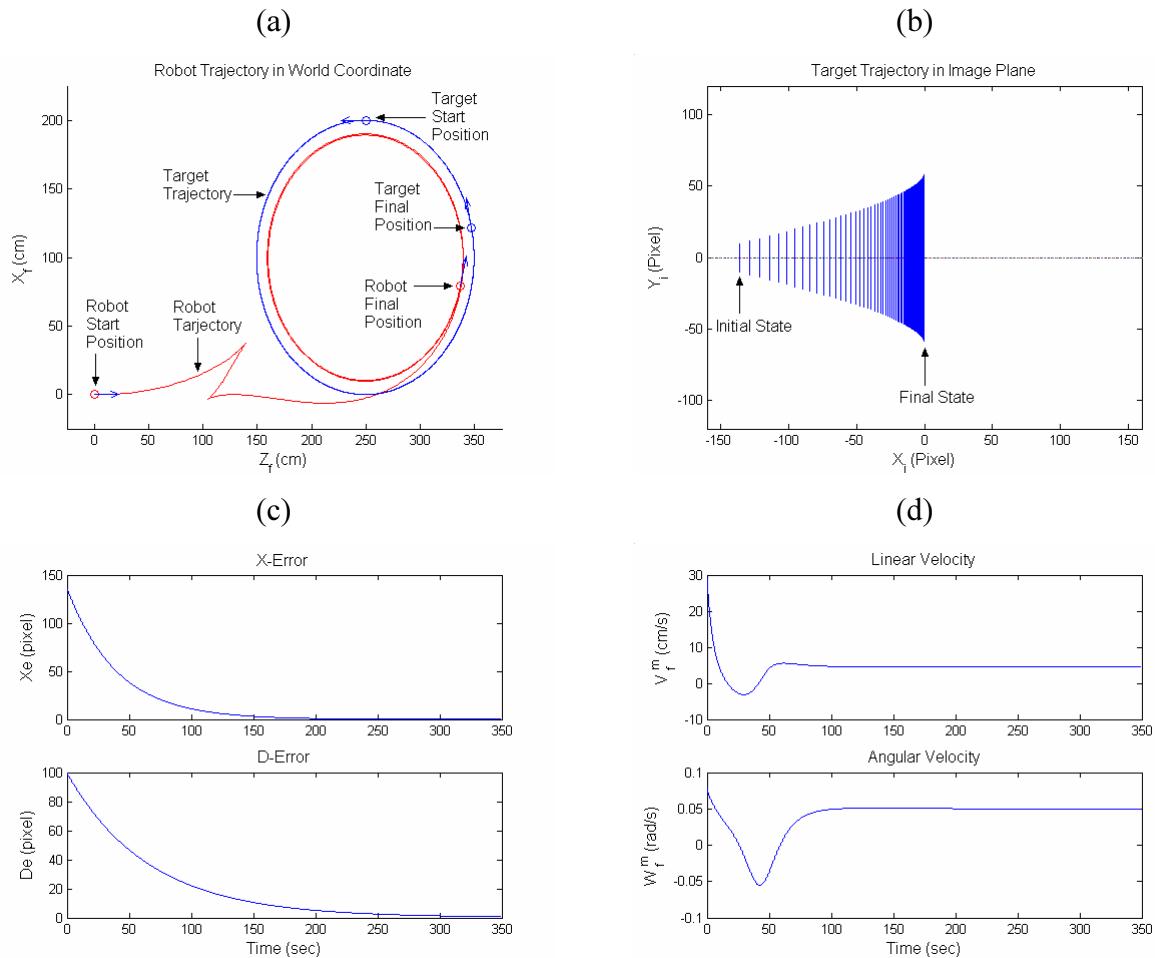 (a)
Robot Trajectory in World Coordinate
X_f (cm)
200
150
100
50
0
Target
Start
Position
Target
Trajectory
Target
Final
Position
Robot
Start
Position
Robot
Tarjectory
Robot
Final
Position
0 50 100 150 200 250 300 350
Z_f (cm)
(b)
Target Trajectory in Image Plane
Y_i (Pixel)
100
50
0
-50
-100
Initial State
Final State
-150 -100 -50 0 50 100 150
X_i (Pixel)
(c)
X-Error
Xe (pixel)
150
100
50
0
0 50 100 150 200 250 300 350
D-Error
De (pixel)
100
80
60
40
20
0
0 50 100 150 200 250 300 350
Time (sec)
(d)
Linear Velocity
V_f^m (cm/s)
30
20
10
0
-10
0 50 100 150 200 250 300 350
Angular Velocity
W_f^m (rad/s)
0.1
0.05
0
-0.05
-0.1
0 50 100 150 200 250 300 350
Time (sec)